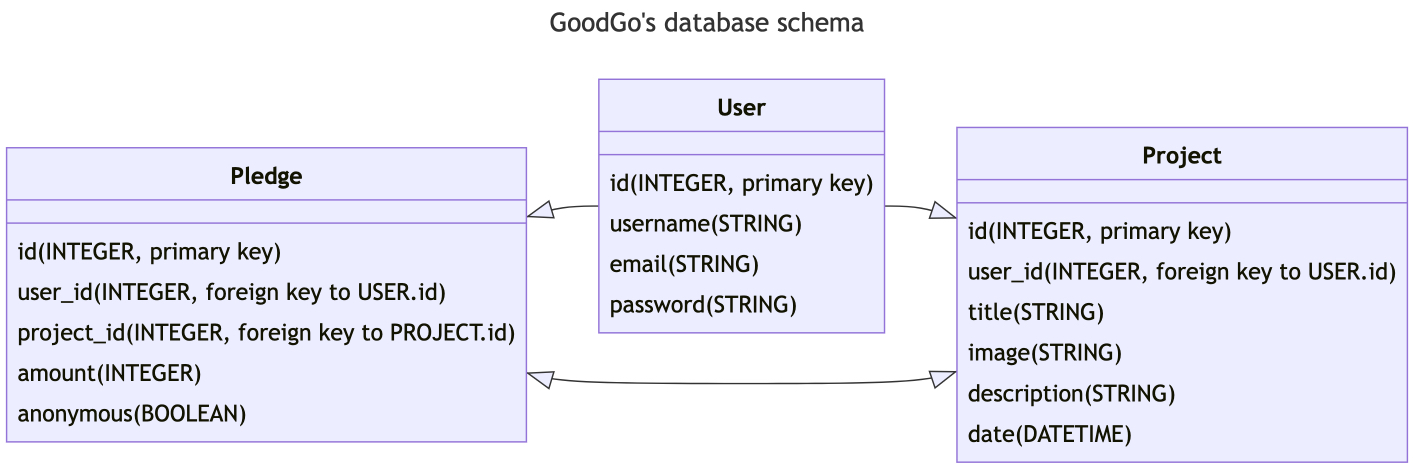 GoodGo's database schema
Pledge
id(INTEGER, primary key)
user_id(INTEGER, foreign key to USER.id)
project_id(INTEGER, foreign key to PROJECT.id)
amount(INTEGER)
anonymous(BOOLEAN)
User
id(INTEGER, primary key)
username(STRING)
email(STRING)
password(STRING)
Project
id(INTEGER, primary key)
user_id(INTEGER, foreign key to USER.id)
title(STRING)
image(STRING)
description(STRING)
date(DATETIME)